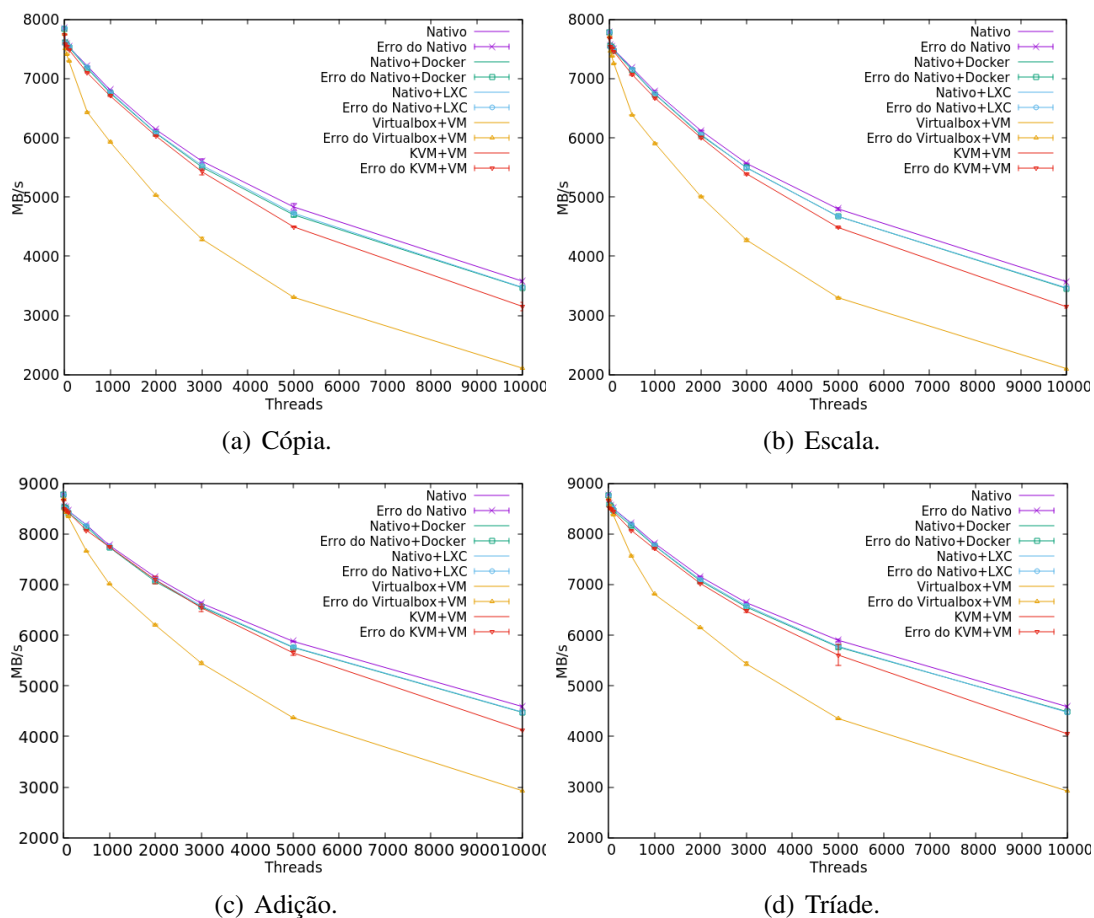 8000
7000
6000
5000
4000
3000
2000
MB/s
0 1000 2000 3000 4000 5000 6000 7000 8000 9000 10000
Threads
Nativo
Erro do Nativo
Nativo+Docker
Erro do Nativo+Docker
Nativo+LXC
Erro do Nativo+LXC
Virtualbox+VM
Erro do Virtualbox+VM
KVM+VM
Erro do KVM+VM
(a) Cópia.
8000
7000
6000
5000
4000
3000
2000
MB/s
0 1000 2000 3000 4000 5000 6000 7000 8000 9000 10000
Threads
Nativo
Erro do Nativo
Nativo+Docker
Erro do Nativo+Docker
Nativo+LXC
Erro do Nativo+LXC
Virtualbox+VM
Erro do Virtualbox+VM
KVM+VM
Erro do KVM+VM
(b) Escala.
9000
8000
7000
6000
5000
4000
3000
2000
MB/s
0 1000 2000 3000 4000 5000 6000 7000 8000 9000 10000
Threads
Nativo
Erro do Nativo
Nativo+Docker
Erro do Nativo+Docker
Nativo+LXC
Erro do Nativo+LXC
Virtualbox+VM
Erro do Virtualbox+VM
KVM+VM
Erro do KVM+VM
(c) Adição.
9000
8000
7000
6000
5000
4000
3000
2000
MB/s
0 1000 2000 3000 4000 5000 6000 7000 8000 9000 10000
Threads
Nativo
Erro do Nativo
Nativo+Docker
Erro do Nativo+Docker
Nativo+LXC
Erro do Nativo+LXC
Virtualbox+VM
Erro do Virtualbox+VM
KVM+VM
Erro do KVM+VM
(d) Tríade.